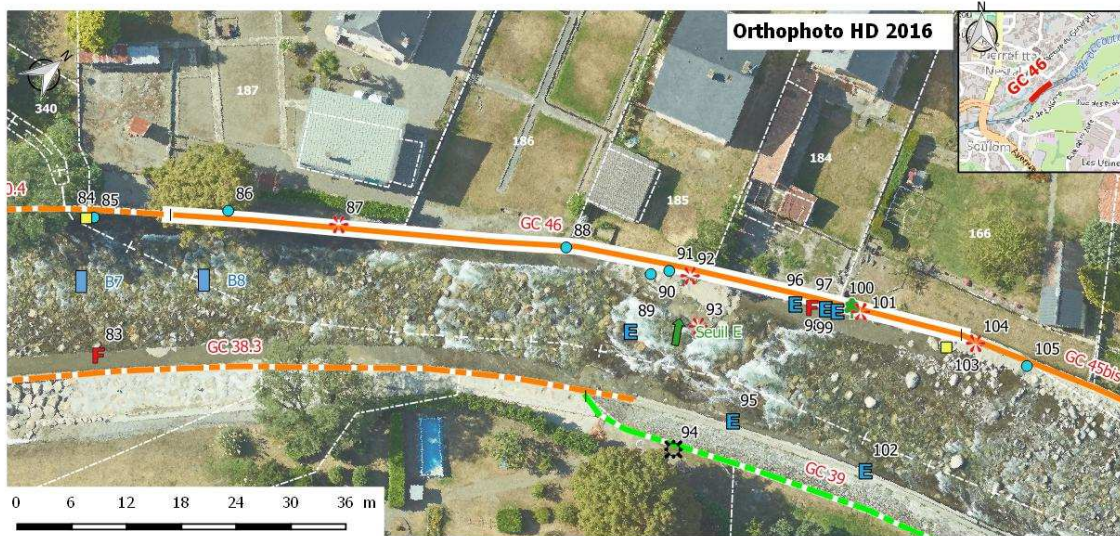 Orthophoto HD 2016
N
N
GC 46
Soulom
Les Utines
340
187
186
185
184
166
0.4
84
85
86
87
GC 46
88
91
92
96
97
100
101
90
89
93
99
104
B7
B8
Seuil E
E
E
F
E
E
103
105
GC 45bis
83
F
GC 38.3
95
E
94
102
E
GC 39
0
6
12
18
24
30
36
m